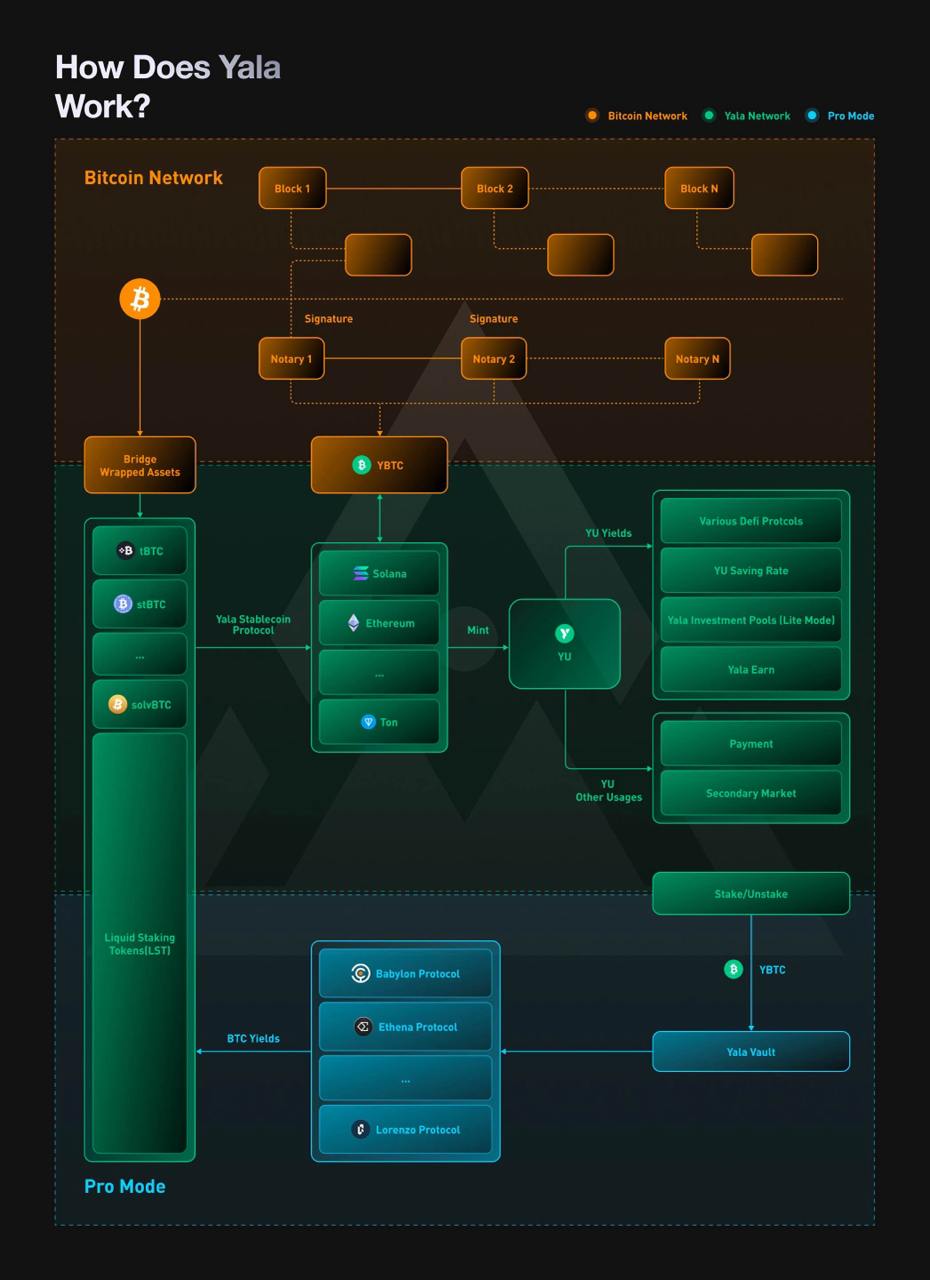 How Does Yala
Work?
Bitcoin Network
Yala Network
Pro Mode
Bitcoin Network
Block 1
Block 2
Block N
Signature
Signature
Notary 1
Notary 2
Notary N
Bridge
Wrapped Assets
YBTC
tBTC
stBTC
...
solvBTC
Liquid Staking
Tokens(LST)
Yala Stablecoin
Protocol
Solana
Ethereum
...
Ton
Mint
YU
YU Yields
Various Defi Protcols
YU Saving Rate
Yala Investment Pools (Lite Mode)
Yala Earn
YU
Other Usages
Payment
Secondary Market
Stake/Unstake
YBTC
Yala Vault
Babylon Protocol
Ethena Protocol
...
Lorenzo Protocol
BTC Yields
Pro Mode